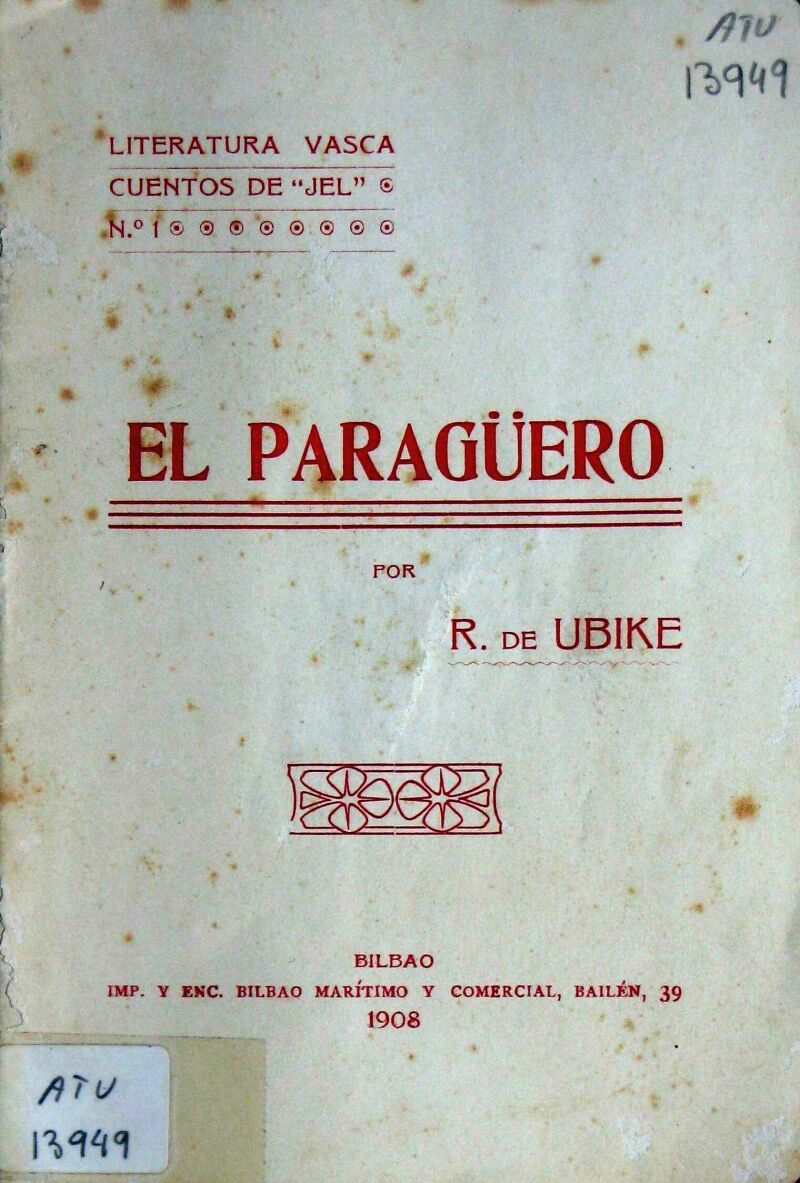 ATU
13949
LITERATURA VASCA
CUENTOS DE "JEL"
N.º 1
EL PARAGÜERO
POR
R. DE UBIKE
BILBAO
IMP. Y ENC. BILBAO MARÍTIMO Y COMERCIAL, BAILÉN, 39
1908
ATU
13949